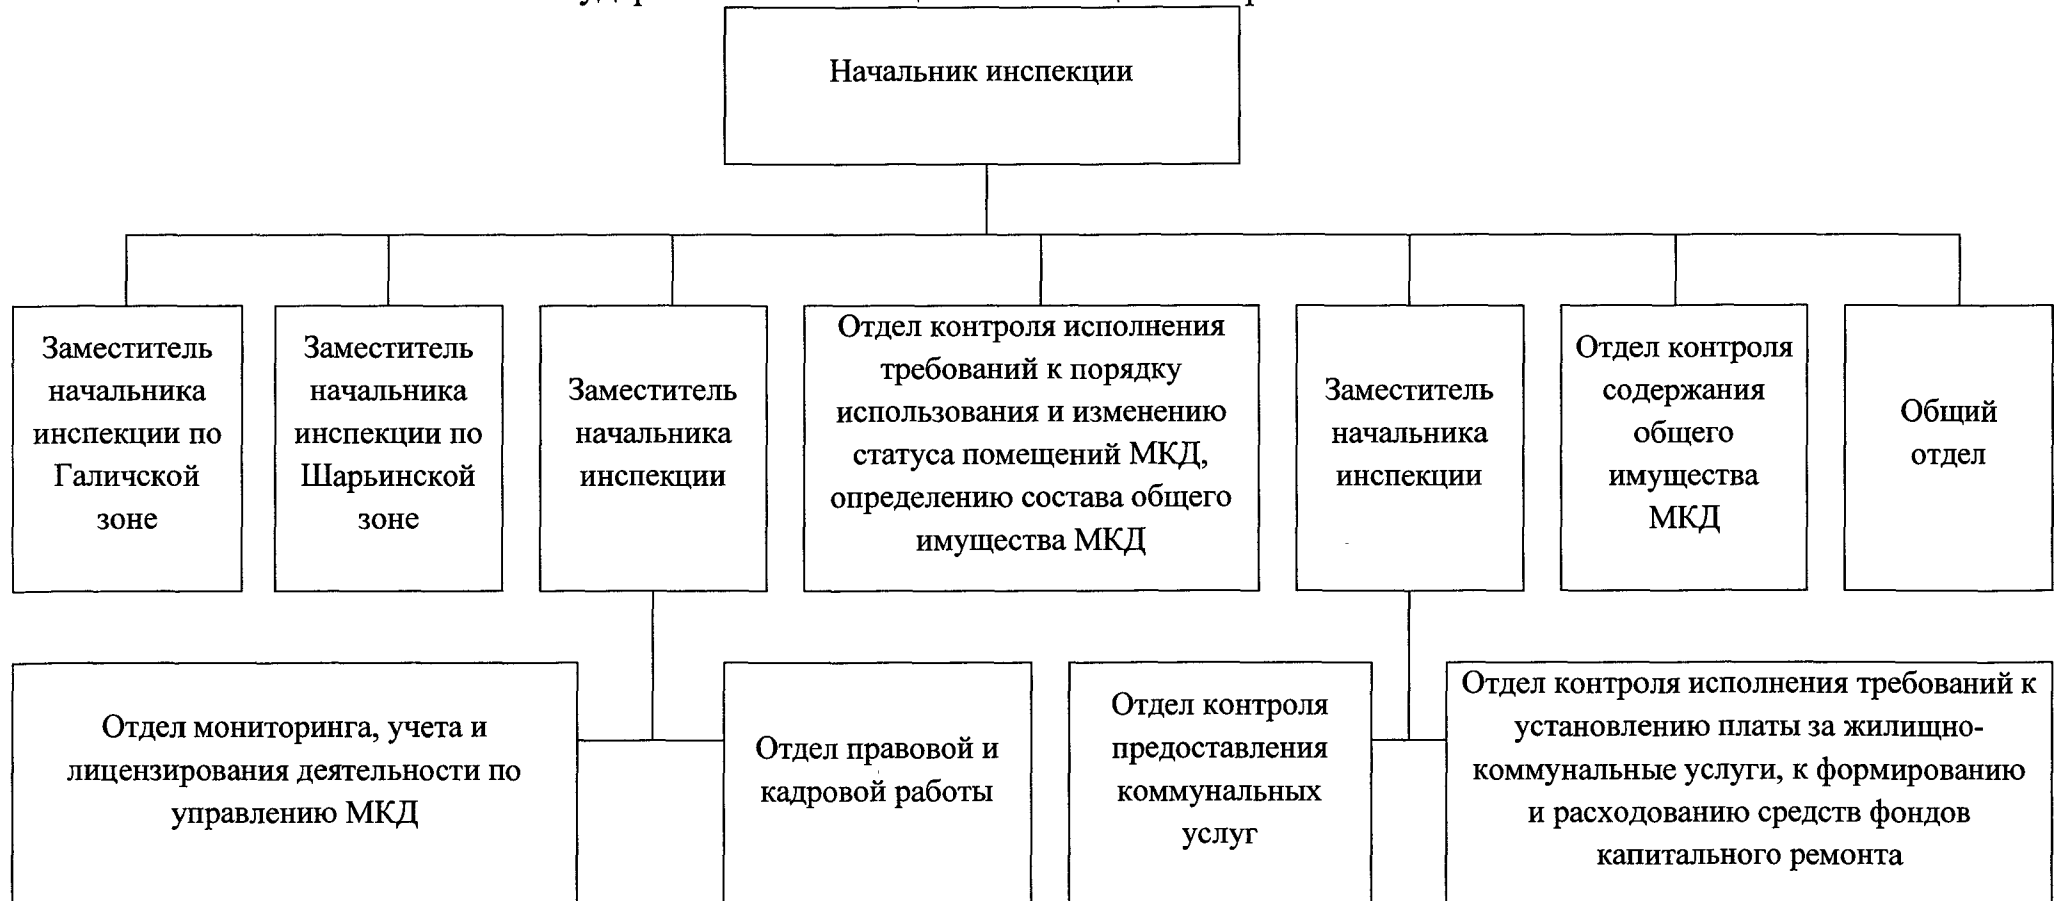 Начальник инспекции
Заместитель
начальника
инспекции по
Галичской
зоне
Заместитель
начальника
инспекции по
Шарьинской
зоне
Заместитель
начальника
инспекции
Отдел контроля исполнения
требований к порядку
использования и изменению
статуса помещений МКД,
определению состава общего
имущества МКД
Заместитель
начальника
инспекции
Отдел контроля
содержания
общего
имущества
МКД
Общий
отдел
Отдел мониторинга, учета и
лицензирования деятельности по
управлению МКД
Отдел правовой и
кадровой работы
Отдел контроля
предоставления
коммунальных
услуг
Отдел контроля исполнения требований к
установлению платы за жилищно-
коммунальные услуги, к формированию
и расходованию средств фондов
капитального ремонта